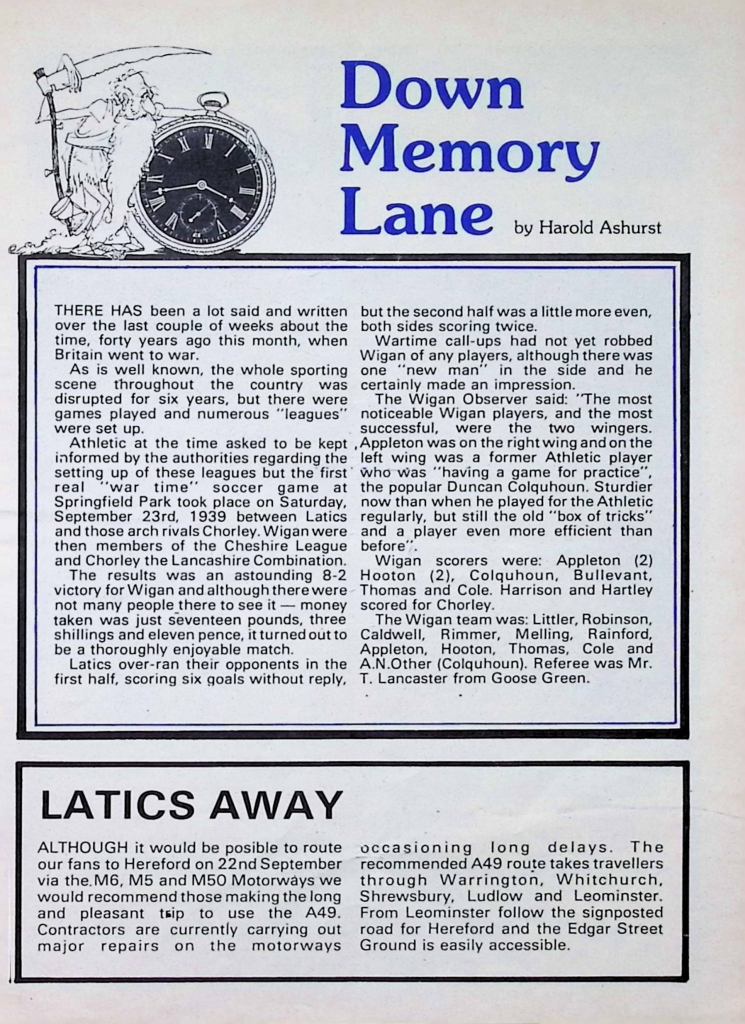 Down
Memory
Lane by Harold Ashurst
THERE HAS been a lot said and written
over the last couple of weeks about the
time, forty years ago this month, when
Britain went to war.
As is well known, the whole sporting
scene throughout the country was
disrupted for six years, but there were
games played and numerous "leagues"
were set up.
Athletic at the time asked to be kept
informed by the authorities regarding the
setting up of these leagues but the first
real "war time" soccer game at
Springfield Park took place on Saturday,
September 23rd, 1939 between Latics
and those arch rivals Chorley. Wigan were
then members of the Cheshire League
and Chorley the Lancashire Combination.
The results was an astounding 8-2
victory for Wigan and although there were
not many people there to see it — money
taken was just seventeen pounds, three
shillings and eleven pence, it turned out to
be a thoroughly enjoyable match.
Latics over-ran their opponents in the
first half, scoring six goals without reply,
but the second half was a little more even,
both sides scoring twice.
Wartime call-ups had not yet robbed
Wigan of any players, although there was
one "new man" in the side and he
certainly made an impression.
The Wigan Observer said: "The most
noticeable Wigan players, and the most
successful, were the two wingers.
Appleton was on the right wing and on the
left wing was a former Athletic player
who was "having a game for practice",
the popular Duncan Colquhoun. Sturdier
now than when he played for the Athletic
regularly, but still the old "box of tricks"
and a player even more efficient than
before".
Wigan scorers were: Appleton (2)
Hooton (2), Colquhoun, Bullevant,
Thomas and Cole. Harrison and Hartley
scored for Chorley.
The Wigan team was: Littler, Robinson,
Caldwell, Rimmer, Melling, Rainford,
Appleton, Hooton, Thomas, Cole and
A.N.Other (Colquhoun). Referee was Mr.
T. Lancaster from Goose Green.
LATICS AWAY
ALTHOUGH it would be posible to route
our fans to Hereford on 22nd September
via the M6, M5 and M50 Motorways we
would recommend those making the long
and pleasant trip to use the A49.
Contractors are currently carrying out
major repairs on the motorways
occasioning long delays. The
recommended A49 route takes travellers
through Warrington, Whitchurch,
Shrewsbury, Ludlow and Leominster.
From Leominster follow the signposted
road for Hereford and the Edgar Street
Ground is easily accessible.